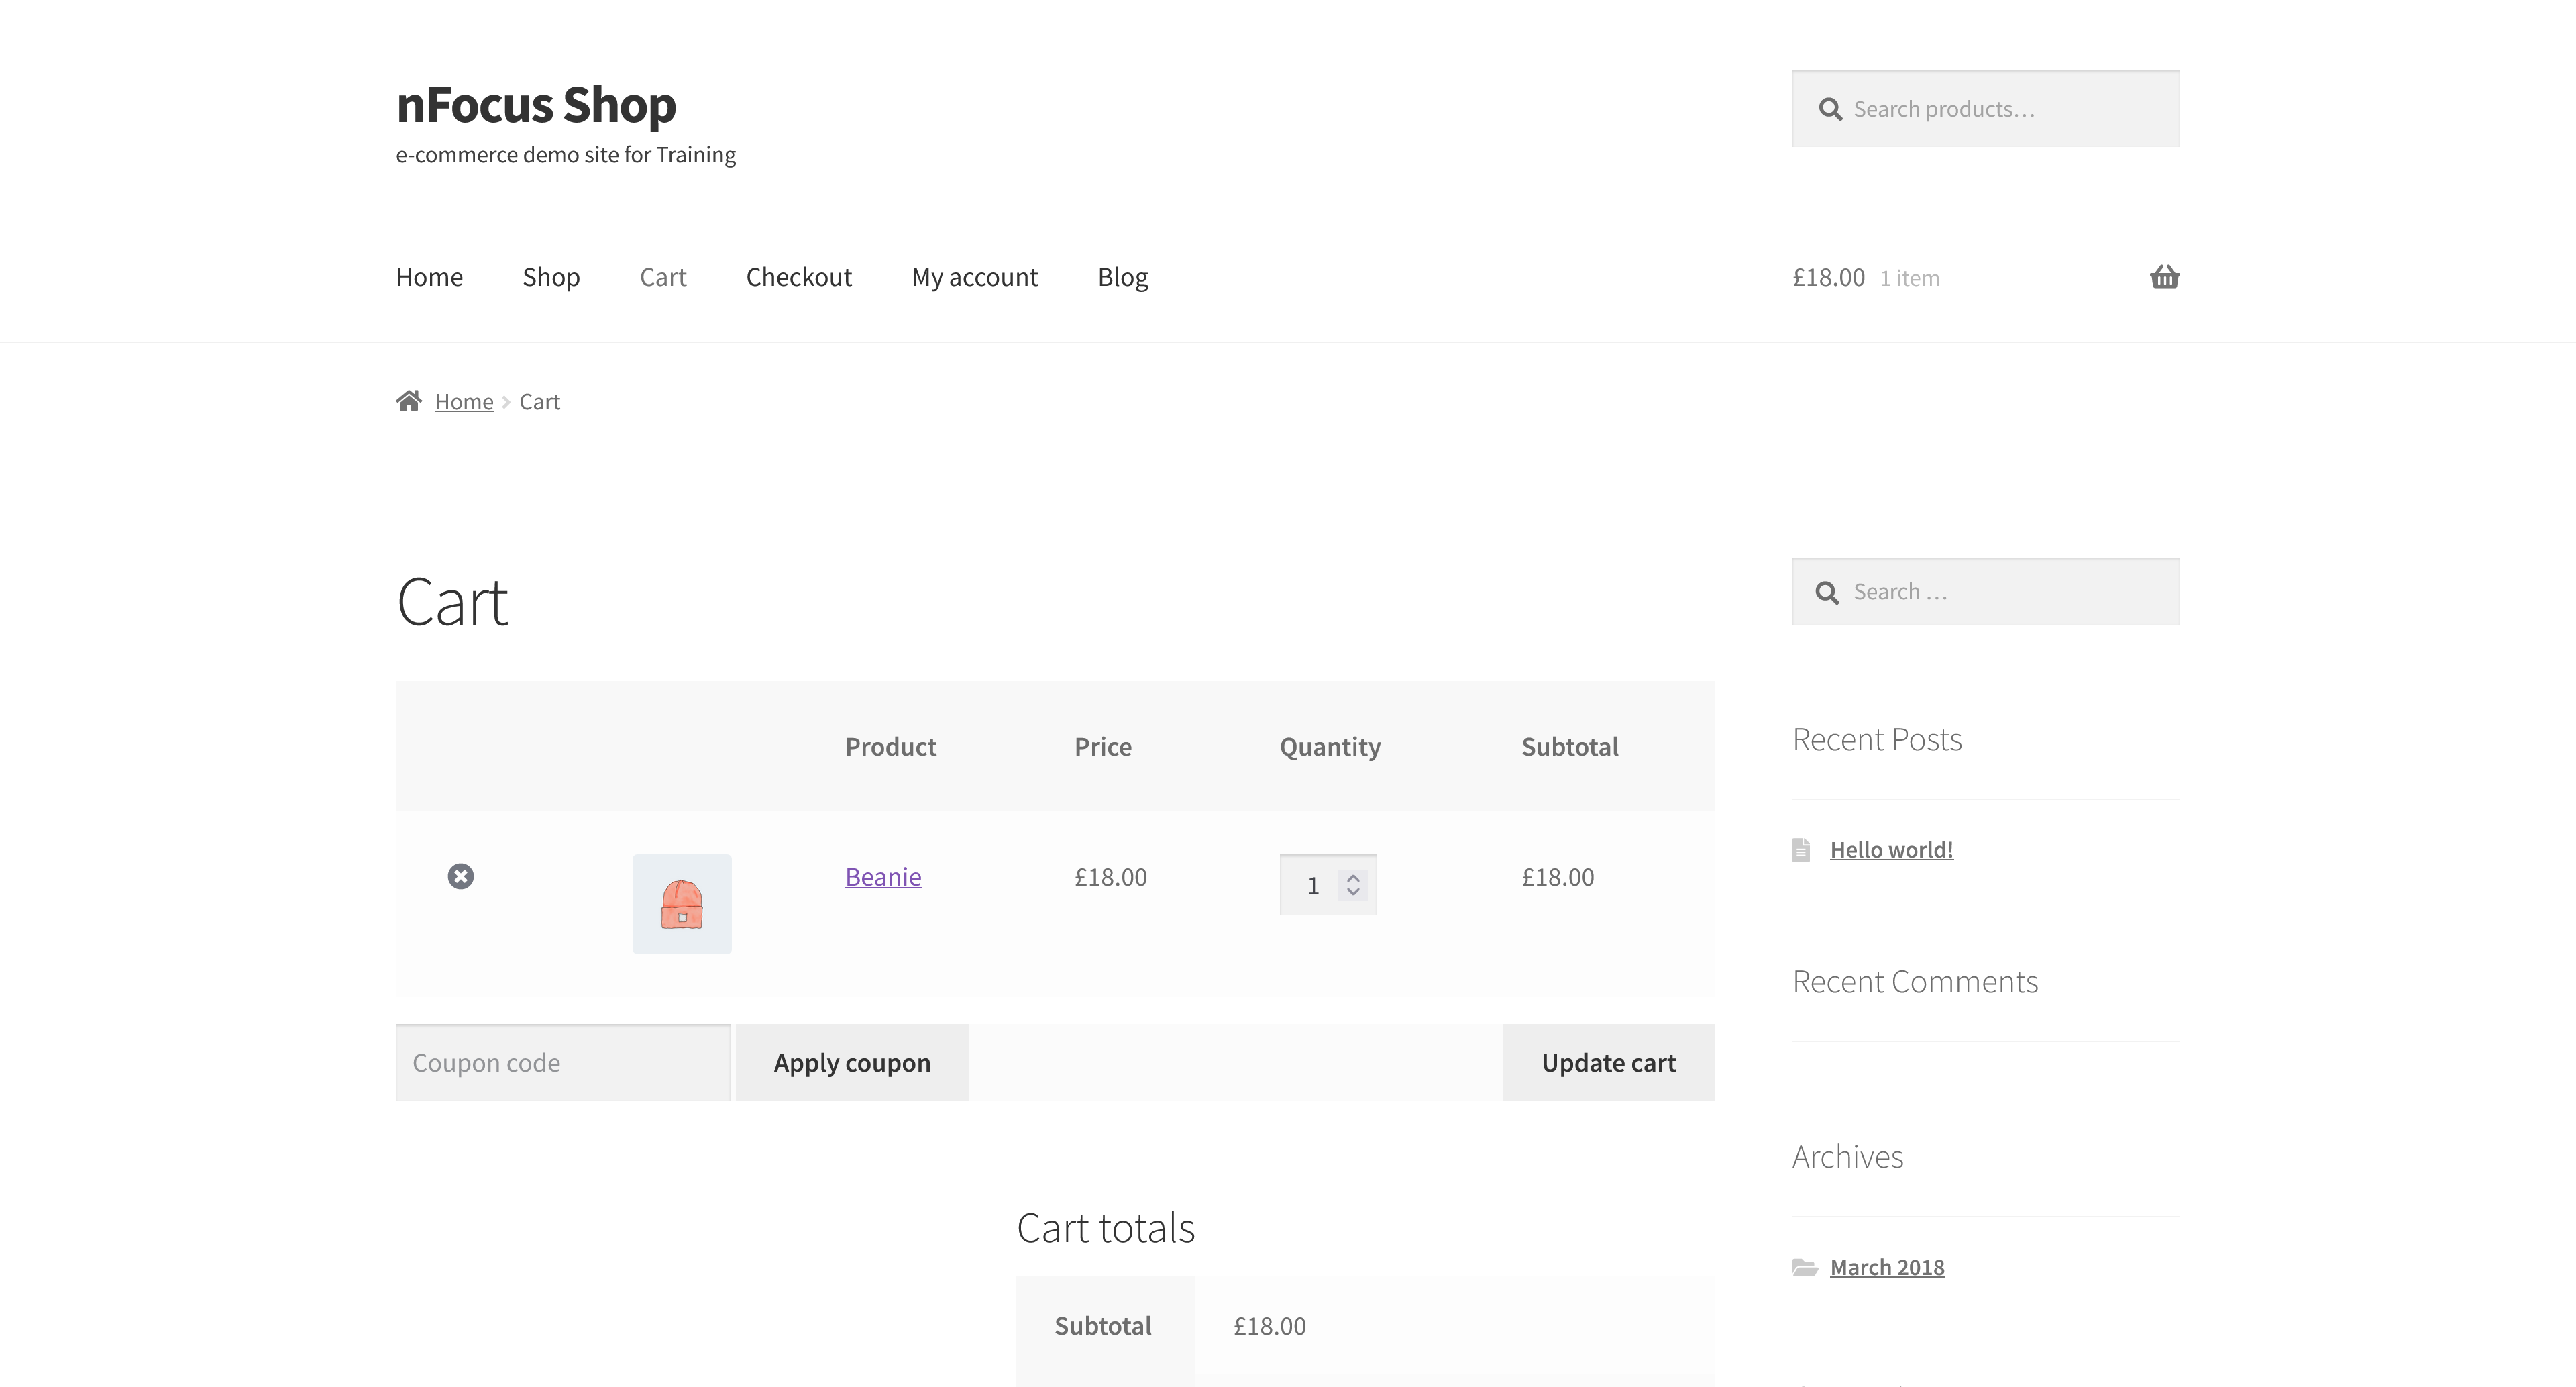 nFocus Shop
e-commerce demo site for Training
Search products…
Home Shop Cart Checkout My account Blog
£18.00 1 item
Home Cart
Cart
Product Price Quantity Subtotal
Beanie £18.00 1 £18.00
Coupon code Apply coupon Update cart
Cart totals
Subtotal £18.00
Search …
Recent Posts
Hello world!
Recent Comments
Archives
March 2018